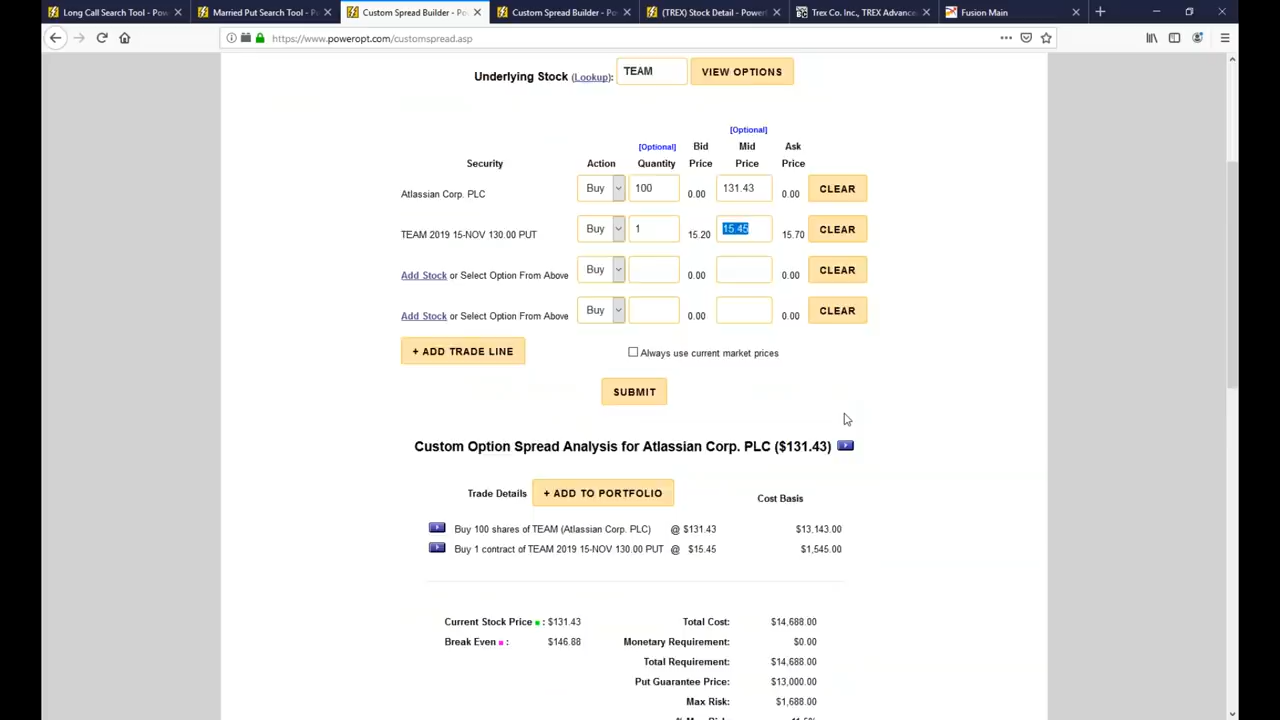 Long Call Search Tool - Powe
Married Put Search Tool - Po
Custom Spread Builder - Po
Custom Spread Builder - Po
(TREX) Stock Detail - Power
Trex Co. Inc., TREX Advance
Fusion Main
https://www.poweropt.com/customspread.asp
Underlying Stock (Lookup): TEAM VIEW OPTIONS
[Optional]
[Optional] Bid Mid Ask
Security Action Quantity Price Price Price
Atlassian Corp. PLC Buy 100 0.00 131.43 0.00 CLEAR
TEAM 2019 15-NOV 130.00 PUT Buy 1 15.20 15.45 15.70 CLEAR
Add Stock or Select Option From Above Buy 0.00 0.00 CLEAR
Add Stock or Select Option From Above Buy 0.00 0.00 CLEAR
+ ADD TRADE LINE Always use current market prices
SUBMIT
Custom Option Spread Analysis for Atlassian Corp. PLC ($131.43)
Trade Details + ADD TO PORTFOLIO Cost Basis
Buy 100 shares of TEAM (Atlassian Corp. PLC) @ $131.43 $13,143.00
Buy 1 contract of TEAM 2019 15-NOV 130.00 PUT @ $15.45 $1,545.00
Current Stock Price : $131.43 Total Cost: $14,688.00
Break Even : $146.88 Monetary Requirement: $0.00
Total Requirement: $14,688.00
Put Guarantee Price: $13,000.00
Max Risk: $1,688.00